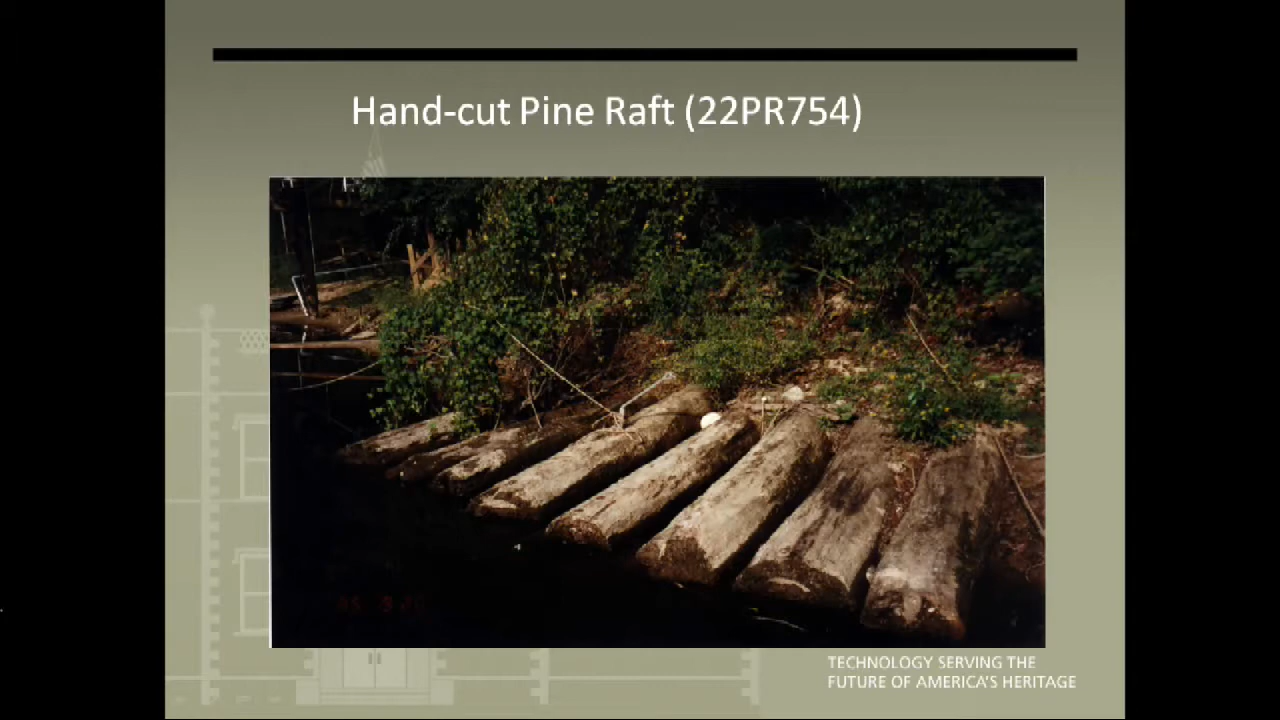 Hand-cut Pine Raft (22PR754)
TECHNOLOGY SERVING THE
FUTURE OF AMERICA'S HERITAGE